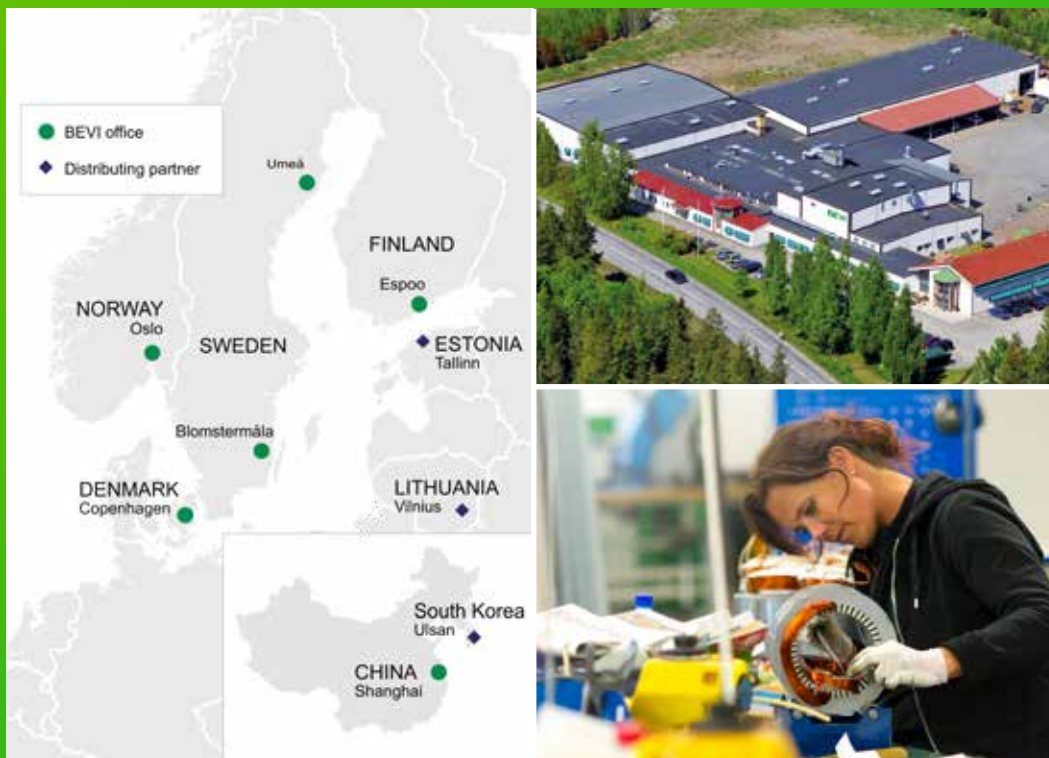 BEVI office
Distributing partner
Umeå
FINLAND
Espoo
NORWAY
Oslo
SWEDEN
ESTONIA
Tallinn
Blomstermåla
DENMARK
Copenhagen
LITHUANIA
Vilnius
South Korea
Ulsan
CHINA
Shanghai